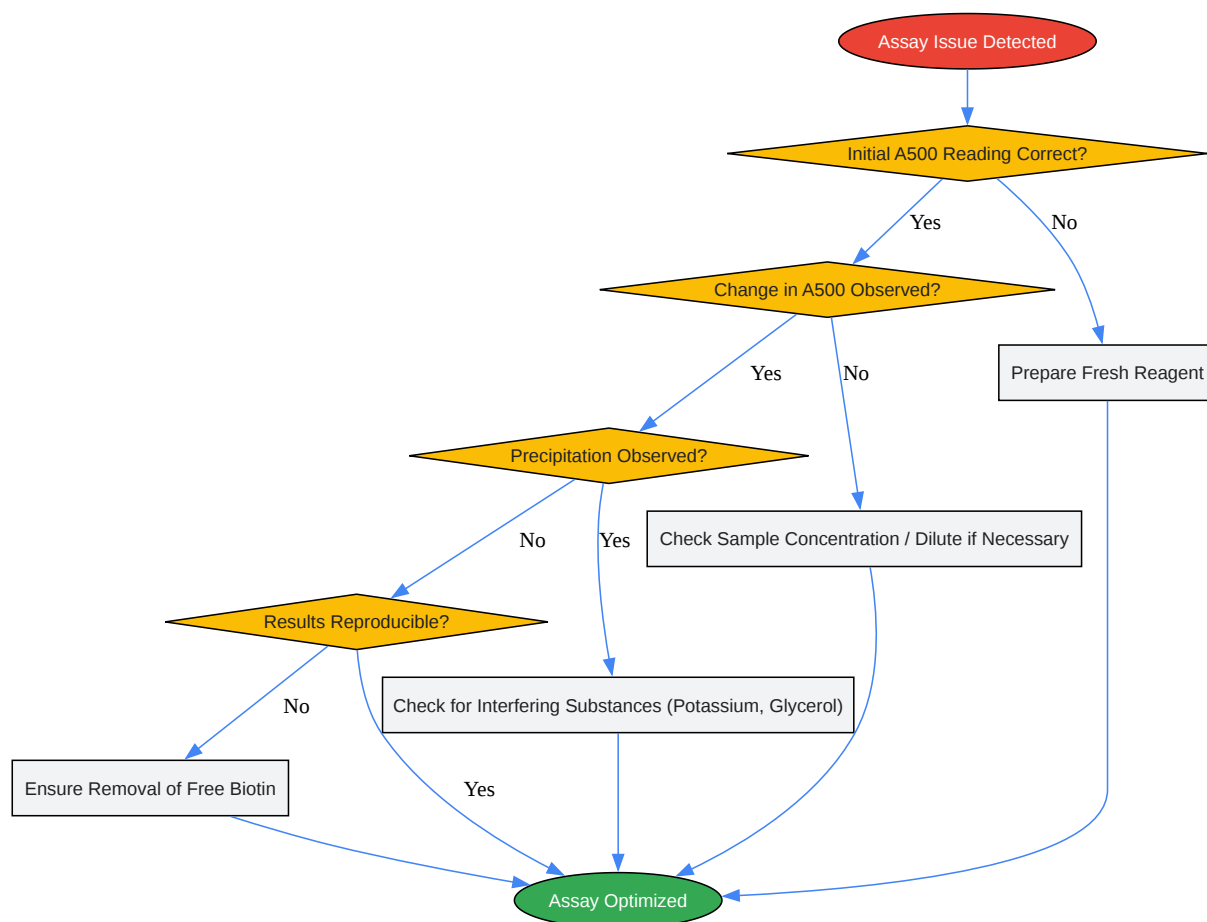 Assay Issue Detected
Initial A500 Reading Correct?
Yes
No
Change in A500 Observed?
Prepare Fresh Reagent
Yes
No
Precipitation Observed?
No
Yes
Check Sample Concentration / Dilute if Necessary
Results Reproducible?
No
Check for Interfering Substances (Potassium, Glycerol)
Ensure Removal of Free Biotin
Yes
Assay Optimized